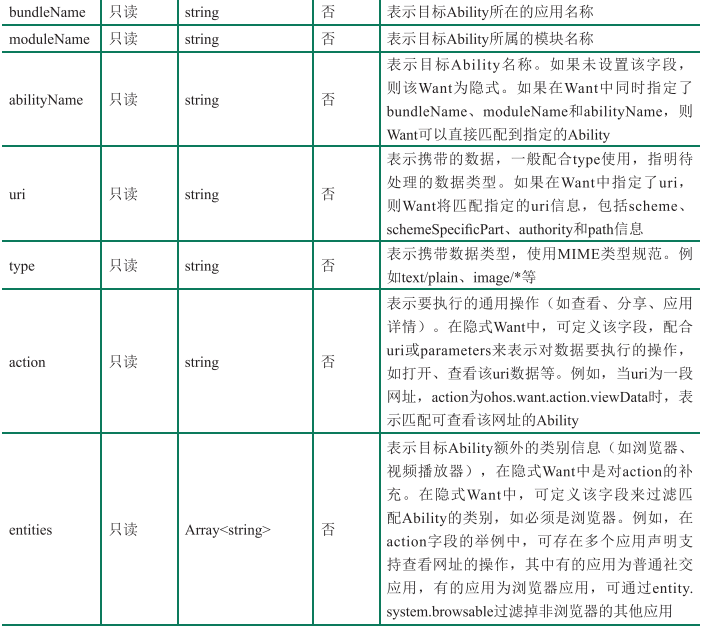 bundleName 只读 string 否 表示目标Ability所在的应用名称
moduleName 只读 string 否 表示目标Ability所属的模块名称
abilityName 只读 string 否 表示目标Ability名称。如果未设置该字段，
则该Want为隐式。如果在Want中同时指定了
bundleName、moduleName和abilityName，则
Want可以直接匹配到指定的Ability
uri 只读 string 否 表示携带的数据，一般配合type使用，指明待
处理的数据类型。如果在Want中指定了uri，
则Want将匹配指定的uri信息，包括scheme、
schemeSpecificPart、authority和path信息
type 只读 string 否 表示携带数据类型，使用MIME类型规范。例
如text/plain、image/*等
action 只读 string 否 表示要执行的通用操作（如查看、分享、应用
详情）。在隐式Want中，可定义该字段，配合
uri或parameters来表示对数据要执行的操作，
如打开、查看该uri数据等。例如，当uri为一段
网址，action为ohos.want.action.viewData时，表
示匹配可查看该网址的Ability
entities 只读 Array<string> 否 表示目标Ability额外的类别信息（如浏览器、
视频播放器），在隐式Want中是对action的补
充。在隐式Want中，可定义该字段来过滤匹
配Ability的类别，如必须是浏览器。例如，在
action字段的举例中，可存在多个应用声明支
持查看网址的操作，其中有的应用为普通社交
应用，有的应用为浏览器应用，可通过entity.
system.browsable过滤掉非浏览器的其他应用